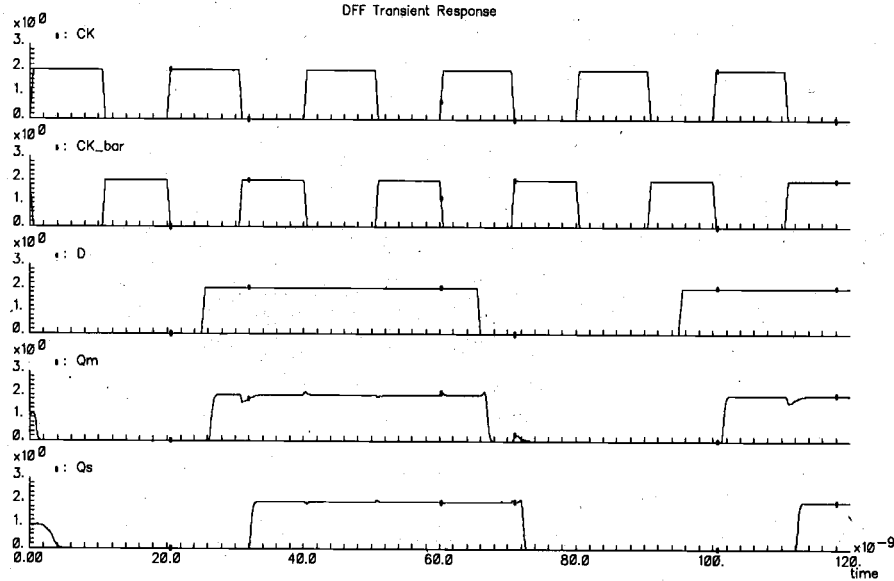 DFF Transient Response
x10 0
: CK
3.
2.
1.
0.
x10 0
: CK_bar
3.
2.
1.
0.
x10 0
: D
3.
2.
1.
0.
x10 0
: Qm
3.
2.
1.
0.
x10 0
: Qs
3.
2.
1.
0.
0.00 20.0 40.0 60.0 80.0 100. 120.
x10 -9
time